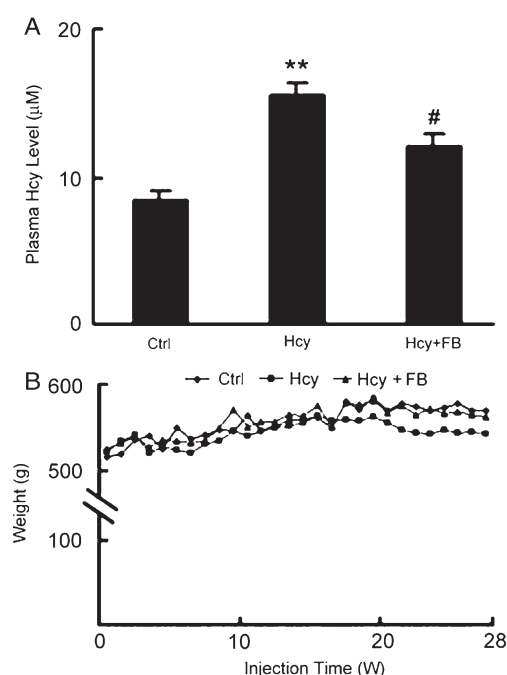 A
20
10
0
Plasma Hcy Level (μM)
**
#
Ctrl
Hcy
Hcy+FB
B
Ctrl Hcy Hcy + FB
600
500
100
Weight (g)
0 10 20 28
Injection Time (W)